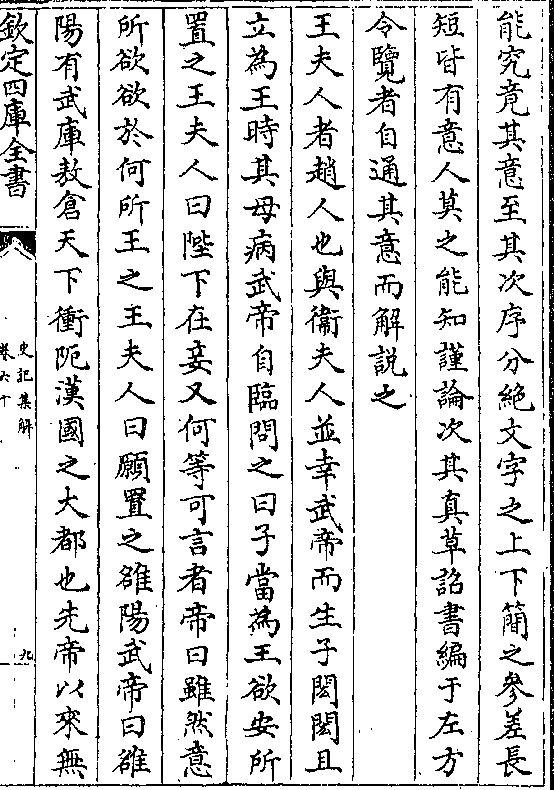 能究竟其意至其次序分絶文字之上下簡之參差長
短皆有意人莫之能知謹論次其真草詔書編于左方
令覽者自通其意而解說之
王夫人者趙人也與衞夫人並幸武帝而生子閎閎且
立為王時其母病武帝自臨問之曰子當為王欲安所
置之王夫人曰陛下在妾又何等可言者帝曰雖然意
所欲欲於何所王之王夫人曰願置之雒陽武帝曰雒
陽有武庫敖倉天下衝阨漢國之大都也先帝以來無
欽定四庫全書
史記集解
卷六十
九